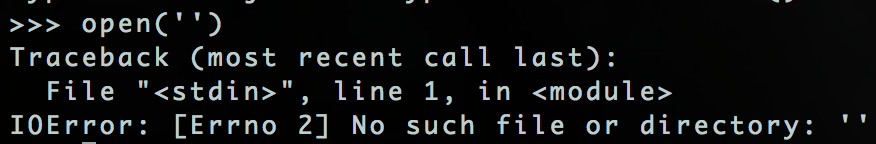 >>> open('')
Traceback (most recent call last):
  File "<stdin>", line 1, in <module>
IOError: [Errno 2] No such file or directory: ''